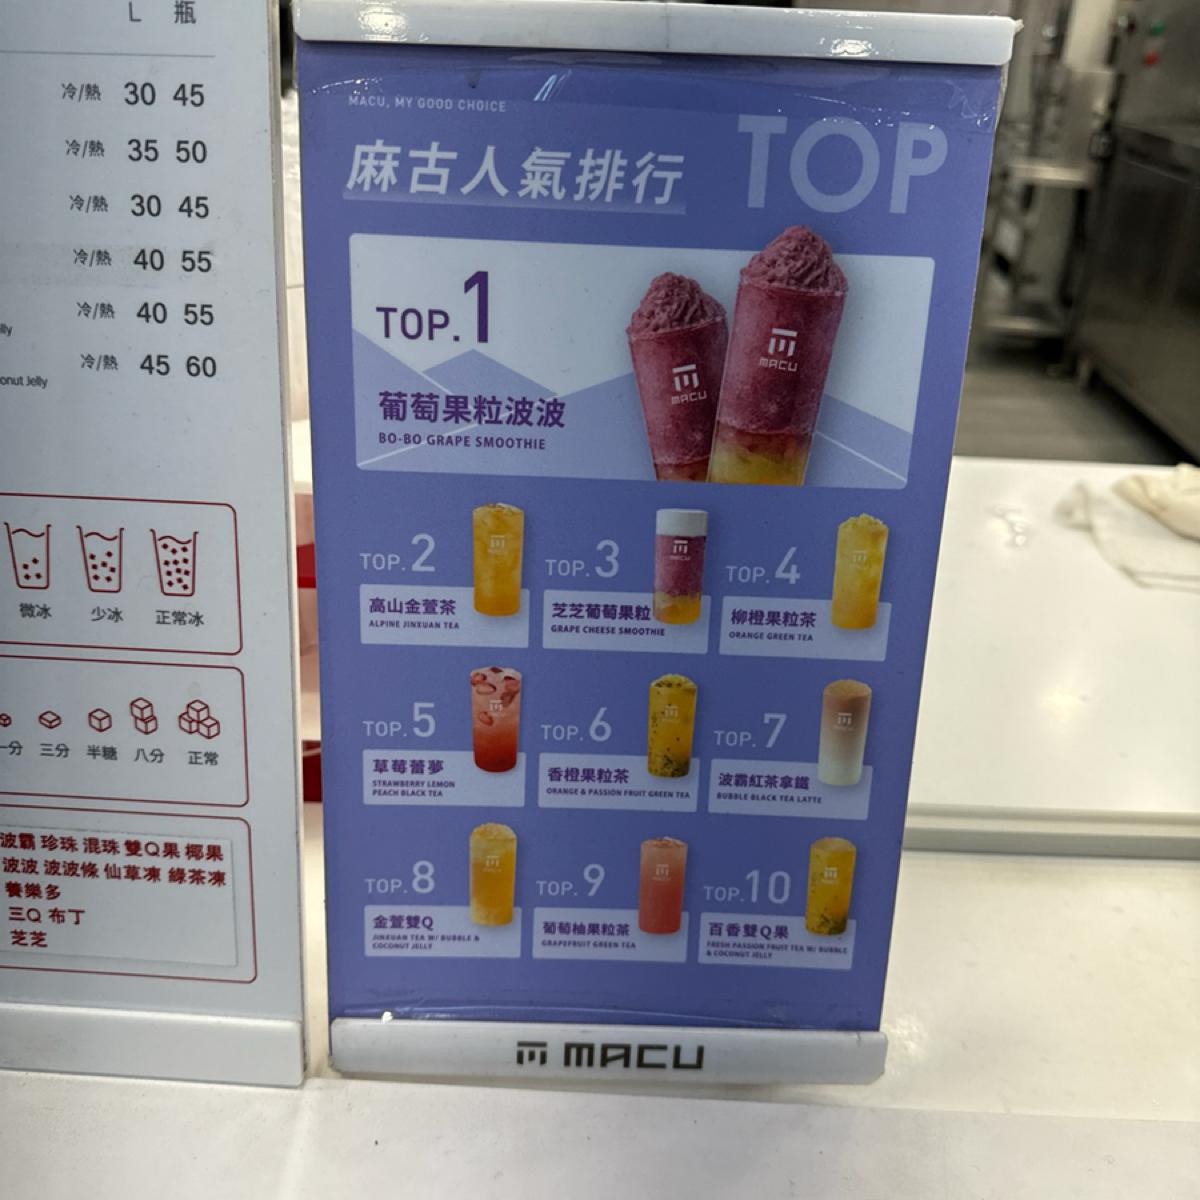 L 瓶
冷/熱 30 45
冷/熱 35 50
冷/熱 30 45
冷/熱 40 55
冷/熱 40 55
冷/熱 45 60
onut Jelly
微冰 少冰 正常冰
一分 三分 半糖 八分 正常
波霸 珍珠 混珠 雙Q果 椰果
波波 波波條 仙草凍 綠茶凍
養樂多
三Q 布丁
芝芝
MACU, MY GOOD CHOICE
麻古人氣排行 TOP
TOP.1
葡萄果粒波波
BO-BO GRAPE SMOOTHIE
MACU
MACU
TOP.2
高山金萱茶
ALPINE JINXUAN TEA
TOP.3
芝芝葡萄果粒
GRAPE CHEESE SMOOTHIE
TOP.4
柳橙果粒茶
ORANGE GREEN TEA
TOP.5
草莓蕾夢
STRAWBERRY LEMON
PEACH BLACK TEA
TOP.6
香橙果粒茶
ORANGE & PASSION FRUIT GREEN TEA
TOP.7
波霸紅茶拿鐵
BUBBLE BLACK TEA LATTE
TOP.8
金萱雙Q
JINXUAN TEA W/ BUBBLE &
COCONUT JELLY
TOP.9
葡萄柚果粒茶
GRAPEFRUIT GREEN TEA
TOP.10
百香雙Q果
FRESH PASSION FRUIT TEA W/ BUBBLE
& COCONUT JELLY
MACU